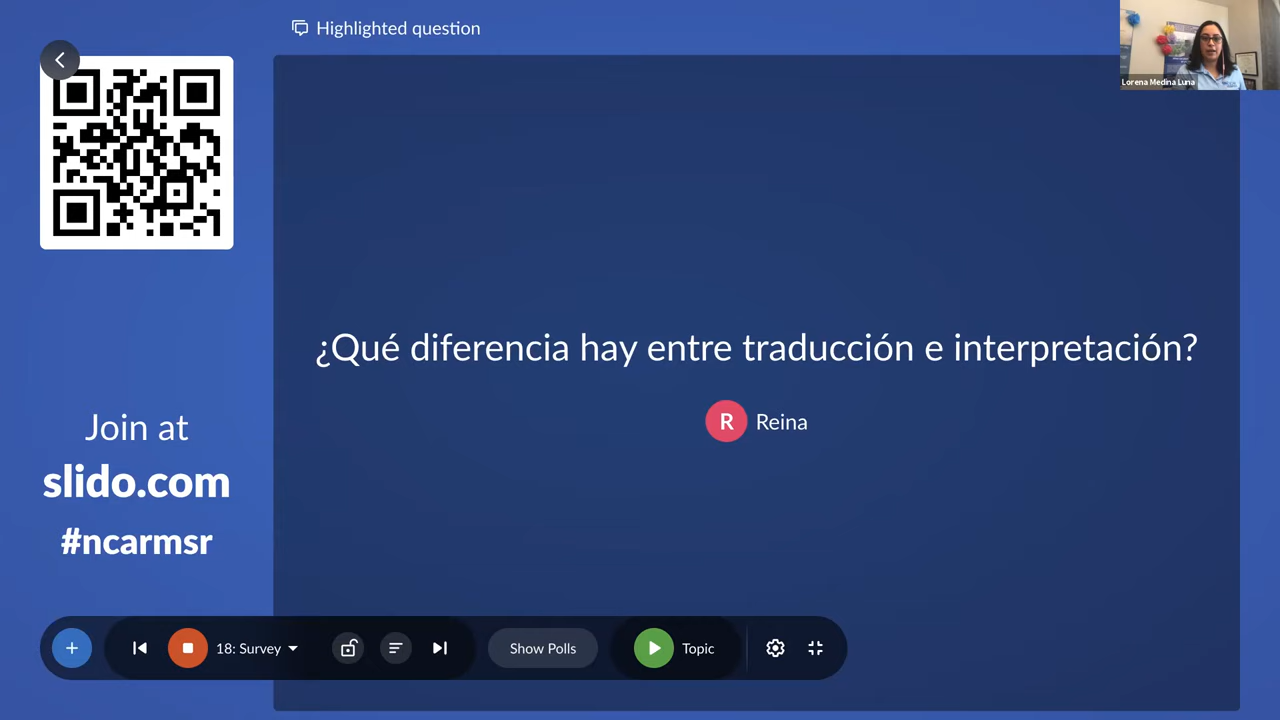 Highlighted question
Lorena Medina Luna
¿Qué diferencia hay entre traducción e interpretación?
R Reina
Join at
slido.com
#ncarmsr
18: Survey
Show Polls
Topic